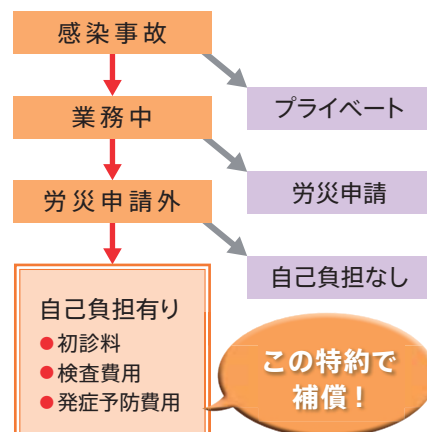 感染事故
プライベート
業務中
労災申請
労災申請外
自己負担なし
自己負担有り
●初診料
●検査費用
●発症予防費用
この特約で
補償！